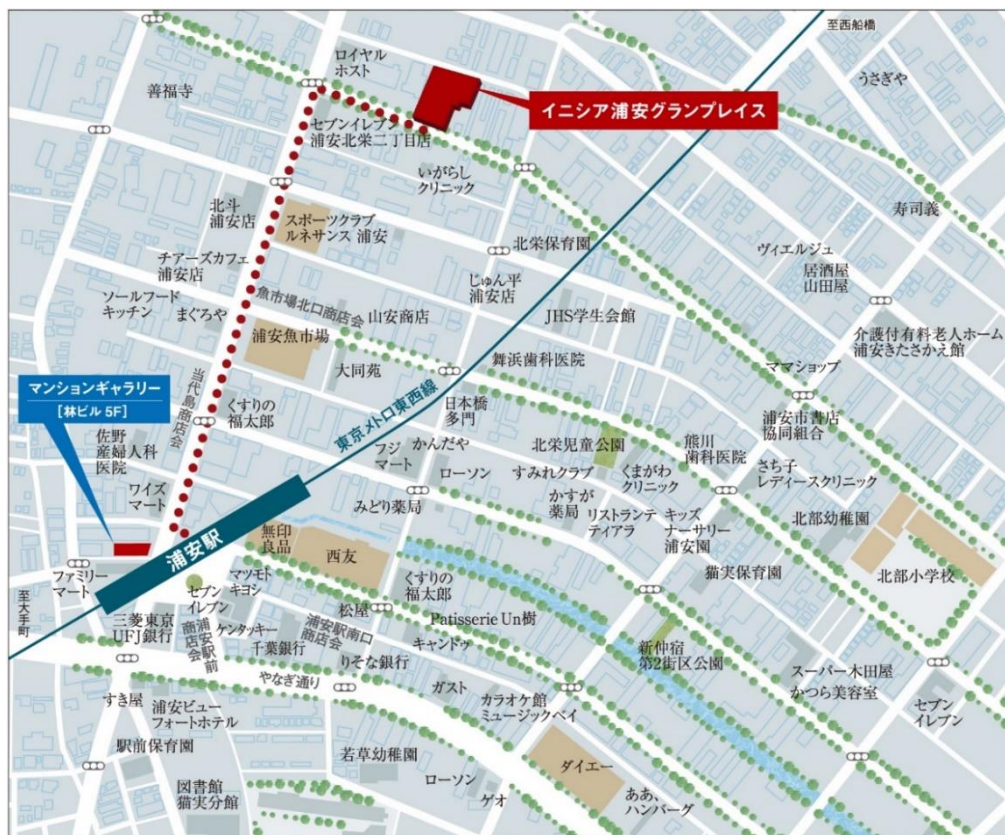 至西船橋
ロイヤル
ホスト
善福寺
うさぎや
イニシア浦安グランプレイス
セブンイレブン
浦安北栄二丁目店
いがらし
クリニック
北斗
浦安店
スポーツクラブ
ルネサンス 浦安
寿司義
北栄保育園
ヴィエルジュ
チアーズカフェ
浦安店
居酒屋
山田屋
じゅん平
浦安店
ソールフード
キッチン
まぐろや
魚市場北口商店会
山安商店
JHS学生会館
浦安魚市場
介護付有料老人ホーム
浦安きたさかえ館
大同苑
舞浜歯科医院
ママショップ
マンションギャラリー
[林ビル 5F]
当代島商店会
くすりの
福太郎
東京メトロ東西線
日本橋
多門
浦安市書店
協同組合
佐野
産婦人科
医院
フジ
マート
かんだや
北栄児童公園
熊川
歯科医院
ローソン
すみれクラブ
くまがわ
クリニック
さち子
レディースクリニック
ワイズ
マート
みどり薬局
かすが
薬局
リストランテ
ティアラ
キッズ
ナーサリー
浦安園
北部幼稚園
浦安駅
無印
良品
西友
猫実保育園
北部小学校
ファミリー
マート
至大手町
セブン
イレブン
マツモト
キヨシ
くすりの
福太郎
松屋
Patisserie Un樹
三菱東京
UFJ銀行
浦安駅前
商店会
ケンタッキー
千葉銀行
浦安駅南口
商店会
キャンドゥ
新仲宿
第2街区公園
りそな銀行
やなぎ通り
スーパー木田屋
かつら美容室
すき屋
浦安ビュー
フォートホテル
ガスト
カラオケ館
ミュージックベイ
セブン
イレブン
駅前保育園
若草幼稚園
ダイエー
図書館
猫実分館
ローソン
ゲオ
ああ、
ハンバーグ